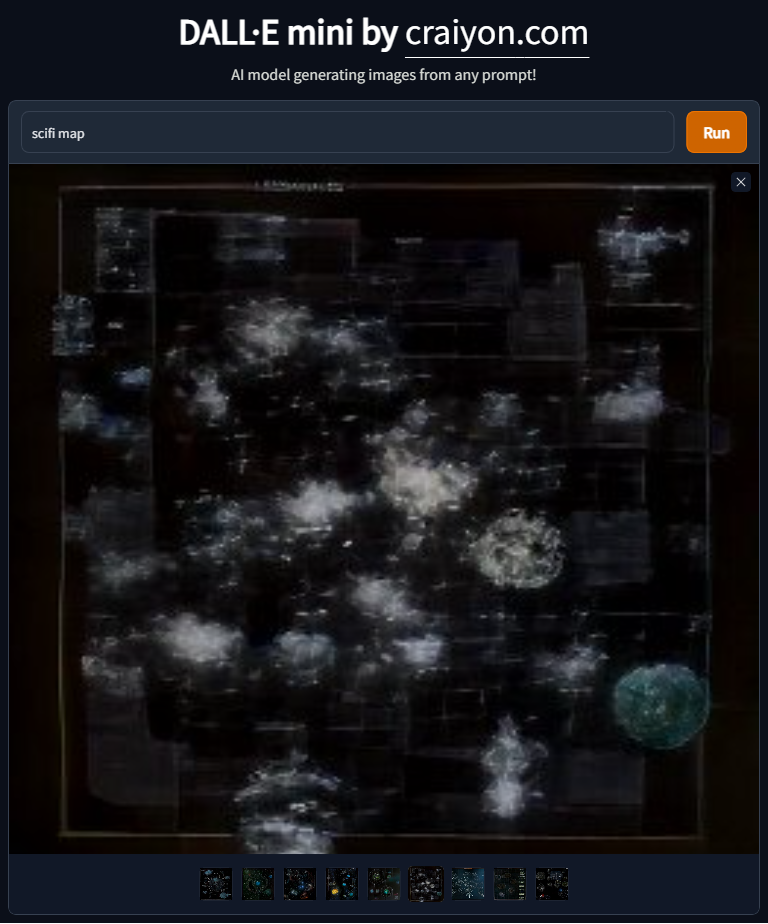 DALL·E mini by craiyon.com
AI model generating images from any prompt!
scifi map
Run